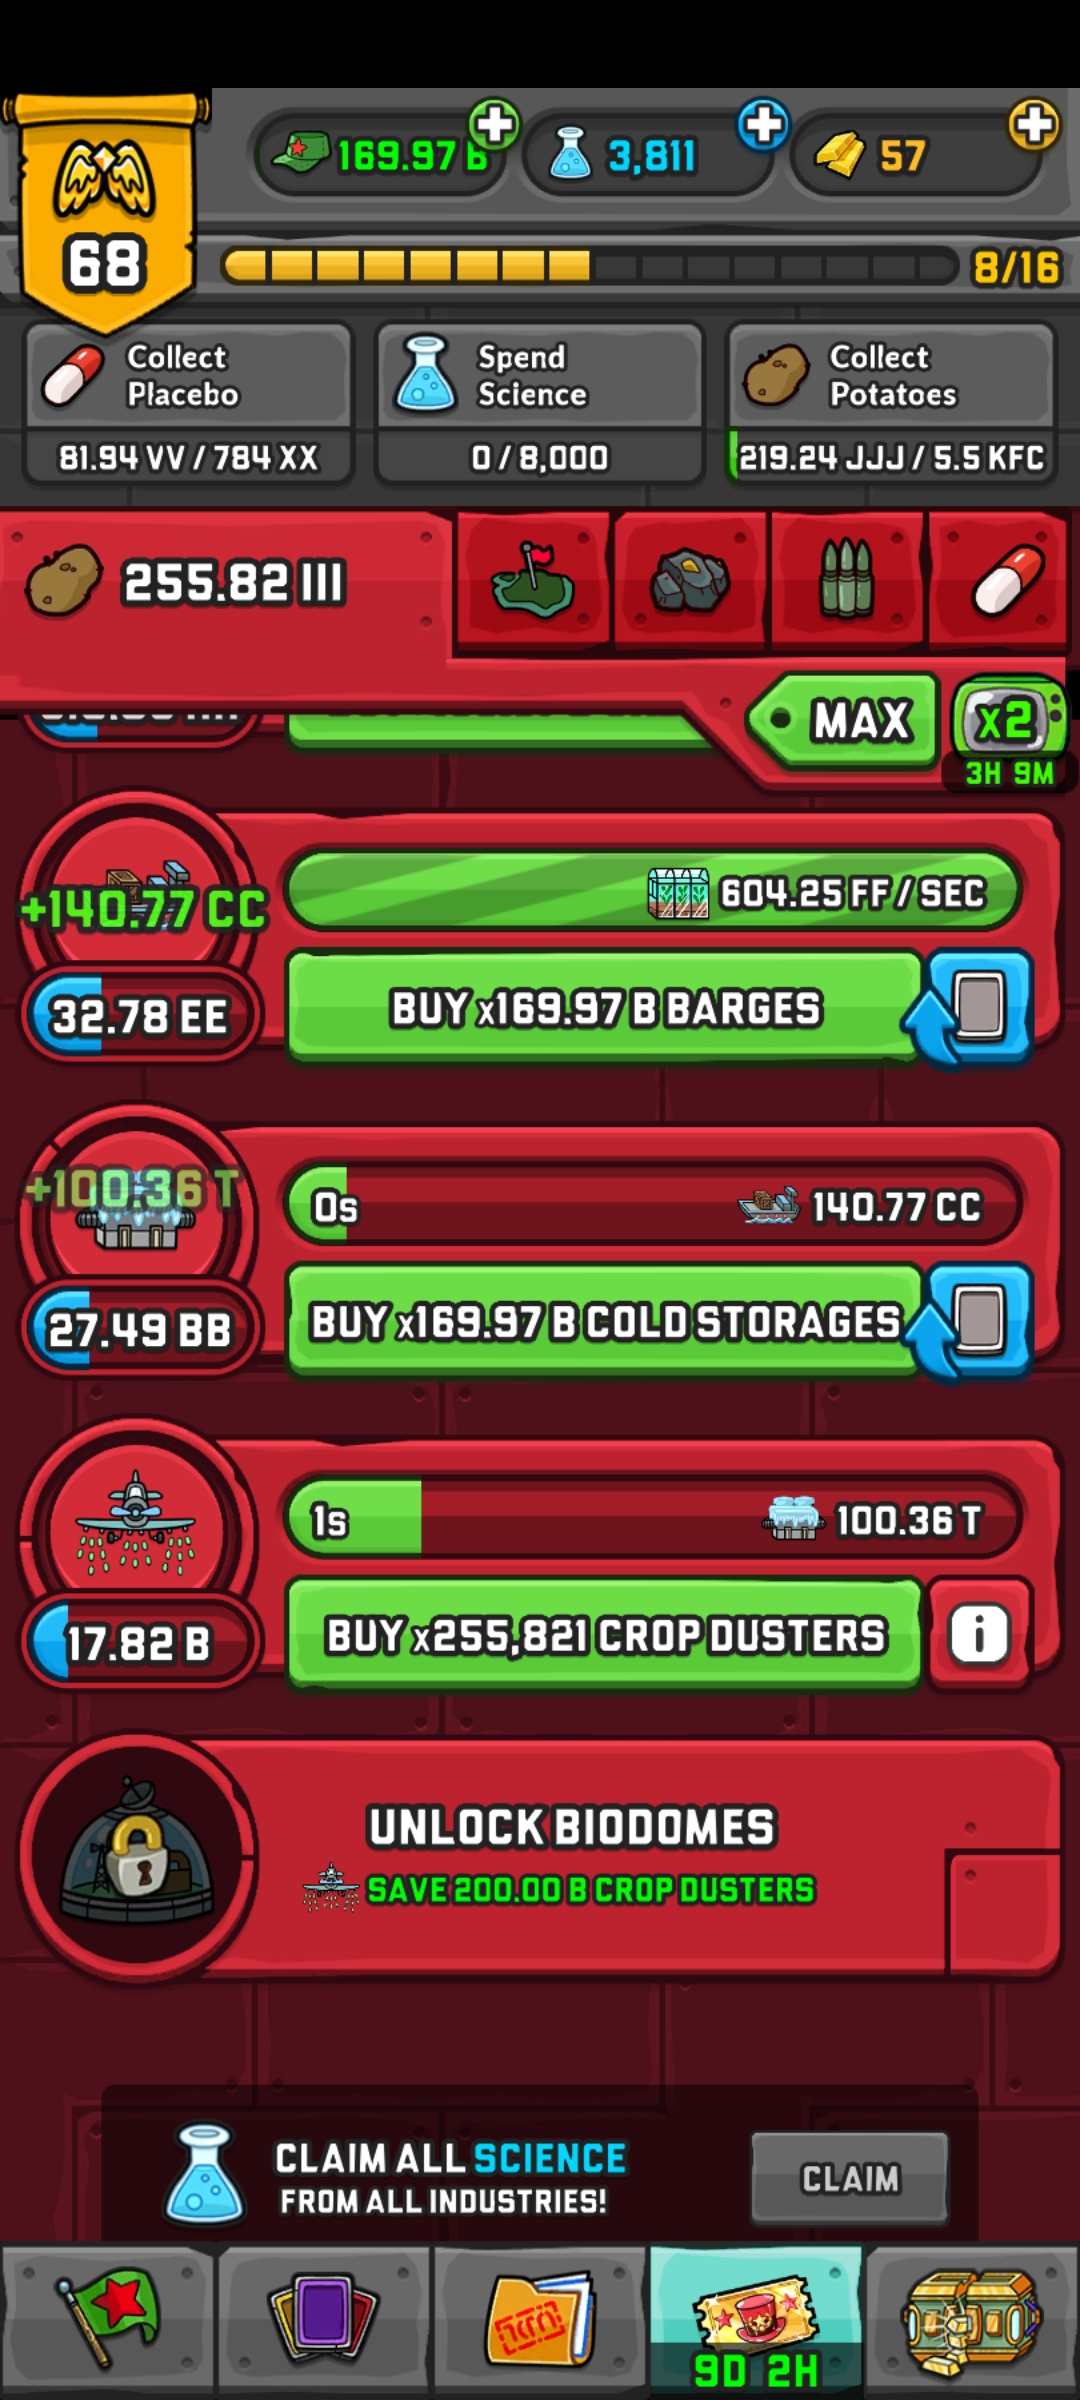 169.97 B
3,811
57
68
8/16
Collect
Placebo
81.94 VV / 784 XX
Spend
Science
0 / 8,000
Collect
Potatoes
219.24 JJJ / 5.5 KFC
255.82 III
MAX
x2
3H 9M
+140.77 CC
604.25 FF / SEC
32.78 EE
BUY x169.97 B BARGES
+100.36 T
0s
140.77 CC
27.49 BB
BUY x169.97 B COLD STORAGES
1s
100.36 T
17.82 B
BUY x255,821 CROP DUSTERS
i
UNLOCK BIODOMES
SAVE 200.00 B CROP DUSTERS
CLAIM ALL SCIENCE
FROM ALL INDUSTRIES!
CLAIM
9D 2H